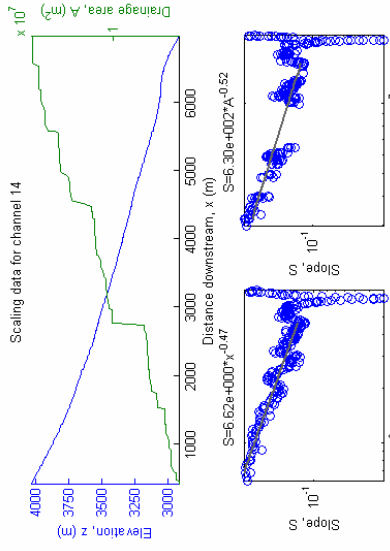 Scaling data for channel 14
x 10^7
4000
3750
3500
3250
3000
Elevation, z (m)
1
Drainage area, A (m^2)
1000
2000
3000
4000
5000
6000
Distance downstream, x (m)
S=6.62e+000*x^-0.47
10^-1
Slope, S
S=6.30e+002*A^-0.52
10^-1
Slope, S